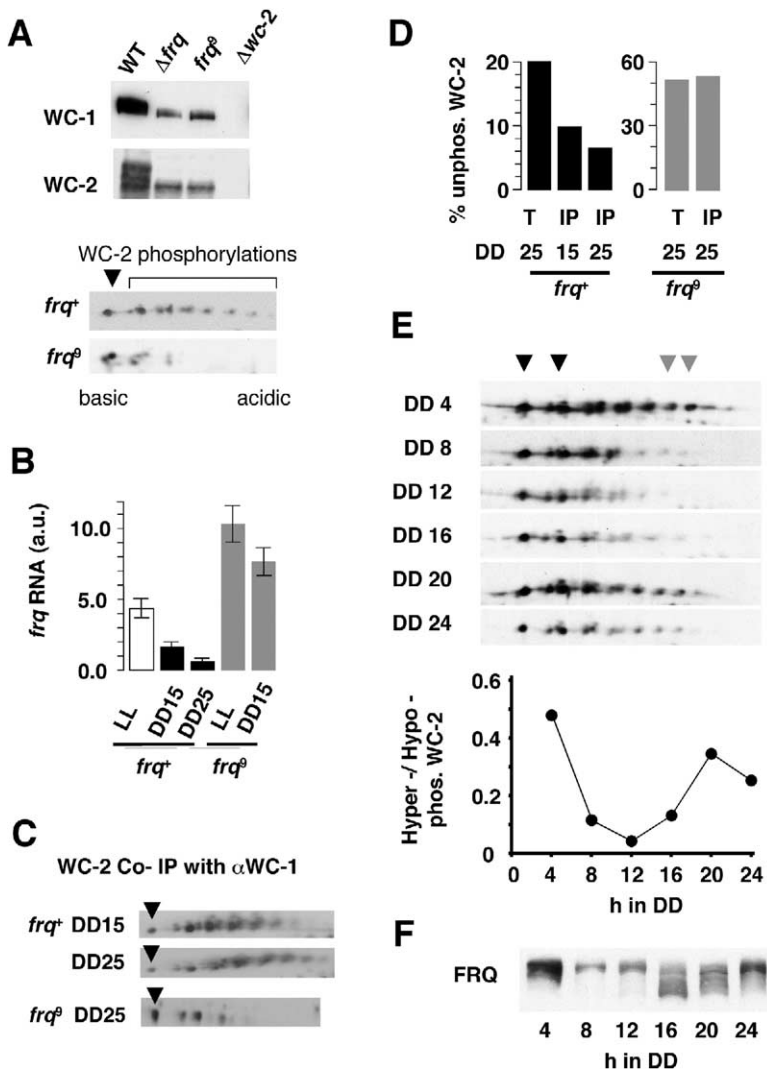 A
WT Δfrq frq⁹ Δwc-2
WC-1
WC-2
WC-2 phosphorylations
frq⁺
frq⁹
basic acidic
B
frq RNA (a.u.)
10.0
5.0
0.0
LL DD15 DD25 LL DD15
frq⁺ frq⁹
C
WC-2 Co- IP with αWC-1
frq⁺ DD15
DD25
frq⁹ DD25
D
% unphos. WC-2
20
10
0
60
30
0
T IP IP T IP
DD 25 15 25 25 25
frq⁺ frq⁹
E
DD 4
DD 8
DD 12
DD 16
DD 20
DD 24
Hyper -/ Hypo -
phos. WC-2
0.6
0.4
0.2
0
0 4 8 12 16 20 24
h in DD
F
FRQ
4 8 12 16 20 24
h in DD